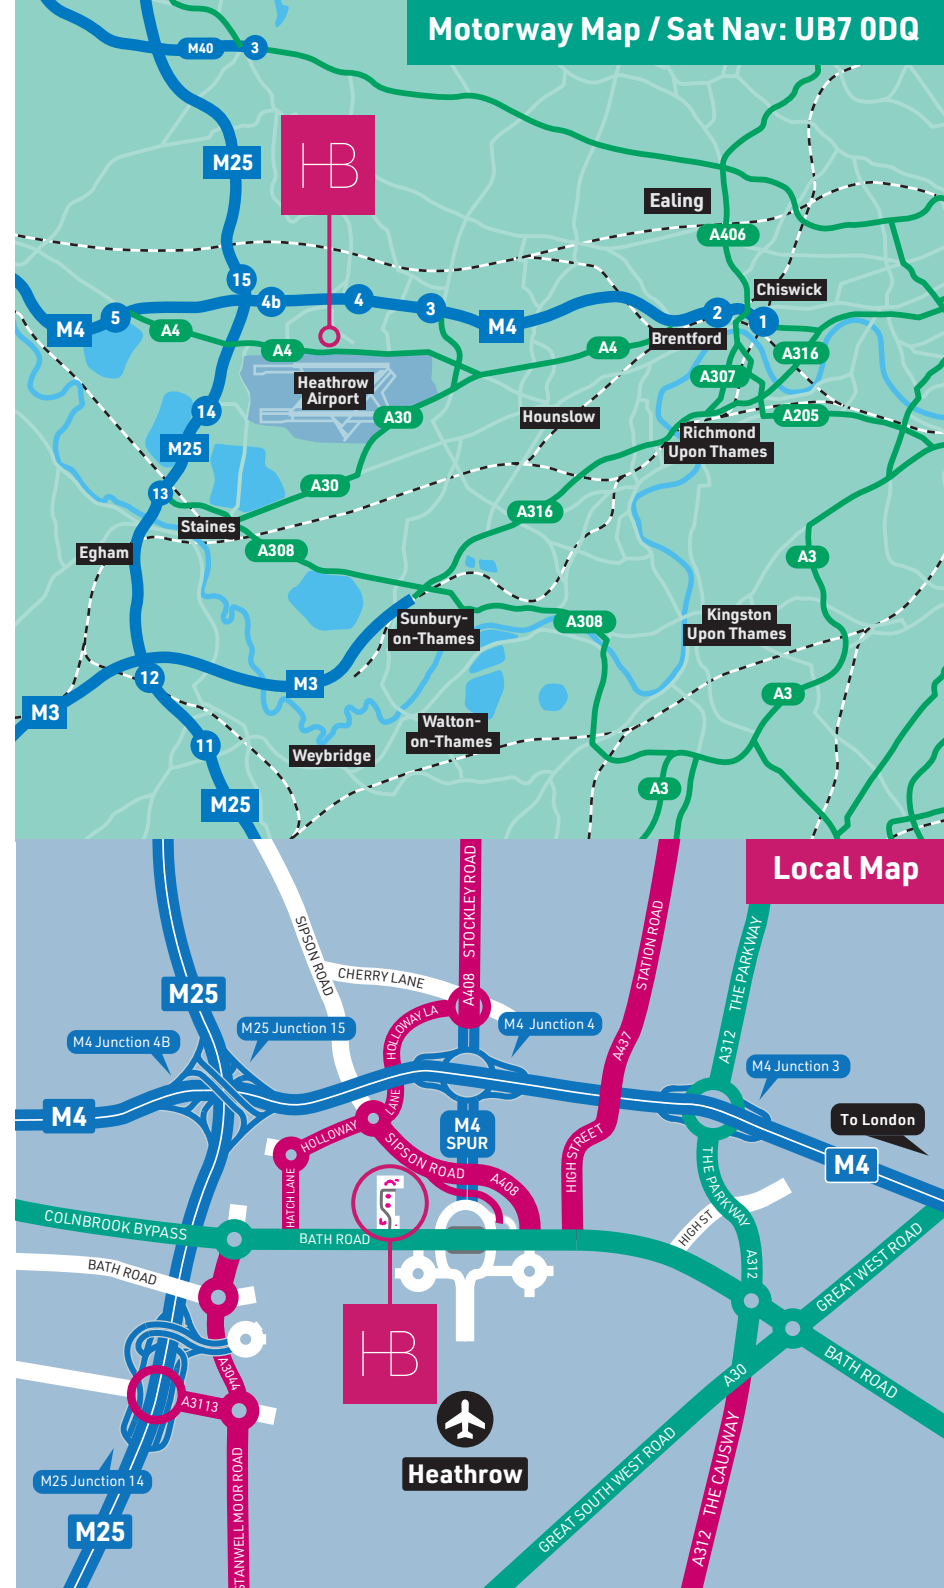 Motorway Map / Sat Nav: UB7 0DQ
M40
3
M25
HB
Ealing
A406
15
4b
4
3
Chiswick
5
M4
A4
A4
M4
A4
2
1
Brentford
A316
Heathrow
Airport
A307
14
A30
Hounslow
A205
M25
Richmond
Upon Thames
13
A30
A316
Staines
Egham
A308
A3
Sunbury-
on-Thames
A308
Kingston
Upon Thames
12
M3
A3
M3
Walton-
on-Thames
11
Weybridge
M25
A3
Local Map
STOCKLEY ROAD
A408
STATION ROAD
A437
THE PARKWAY
A312
SIPSON ROAD
CHERRY LANE
M25
M4 Junction 4B
M25 Junction 15
HOLLOWAY LA
M4 Junction 4
M4 Junction 3
M4
LANE
HOLLOWAY
M4
SPUR
To London
M4
HIGH STREET
SIPSON ROAD
A408
THE PARKWAY
HATCH LANE
HIGH ST
COLNBROOK BYPASS
BATH ROAD
A312
GREAT WEST ROAD
BATH ROAD
HB
A3044
A3113
A30
BATH ROAD
Heathrow
GREAT SOUTH WEST ROAD
THE CAUSWAY
A312
M25 Junction 14
STANWELL MOOR ROAD
M25